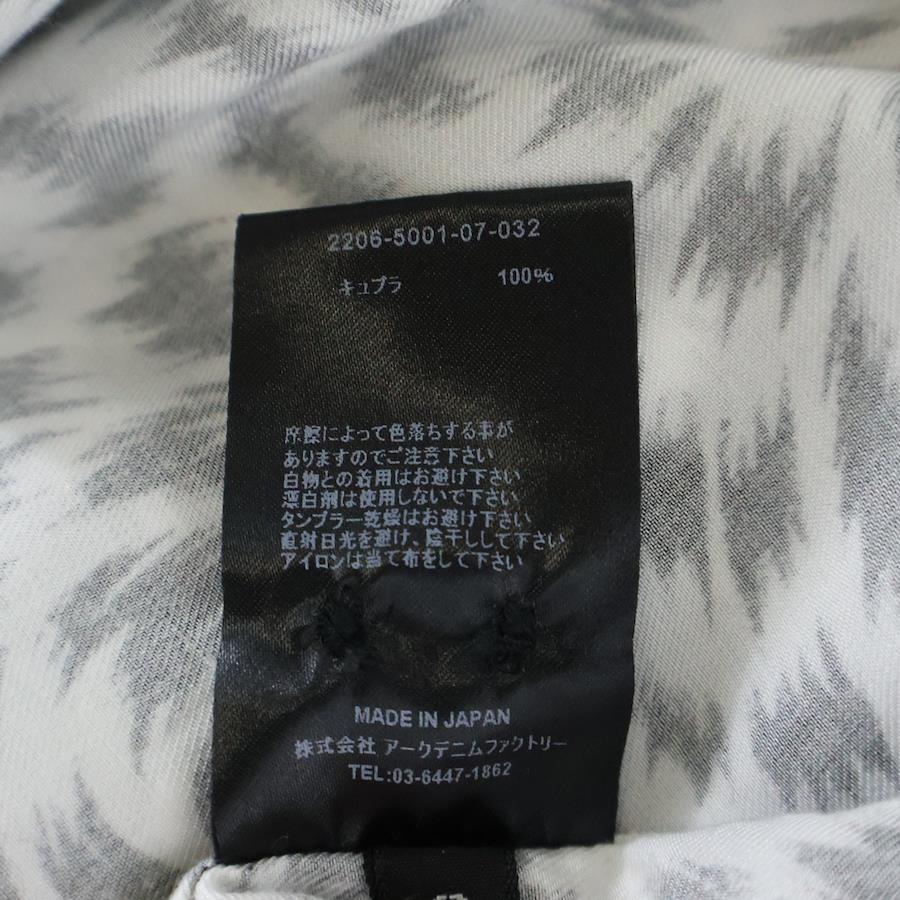 2206-5001-07-032
キュプラ 100%
摩擦によって色落ちする事が
ありますのでご注意下さい
白物との着用はお避け下さい
漂白剤は使用しないで下さい
タンブラー乾燥はお避け下さい
直射日光を避け、陰干しして下さい
アイロンは当て布をして下さい
MADE IN JAPAN
株式会社 アークデニムファクトリー
TEL:03-6447-1862